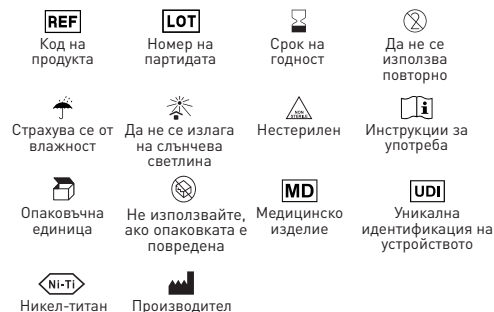 REF
Код на
продукта
LOT
Номер на
партидата
Срок на
годност
2
Да не се
използва
повторно
Страхува се от
влажност
Да не се излага
на слънчева
светлина
NON
STERILE
Нестерилен
i
Инструкции за
употреба
Опаковъчна
единица
Не използвайте,
ако опаковката е
повредена
MD
Медицинско
изделие
UDI
Уникална
идентификация на
устройството
Ni-Ti
Никел-титан
Производител